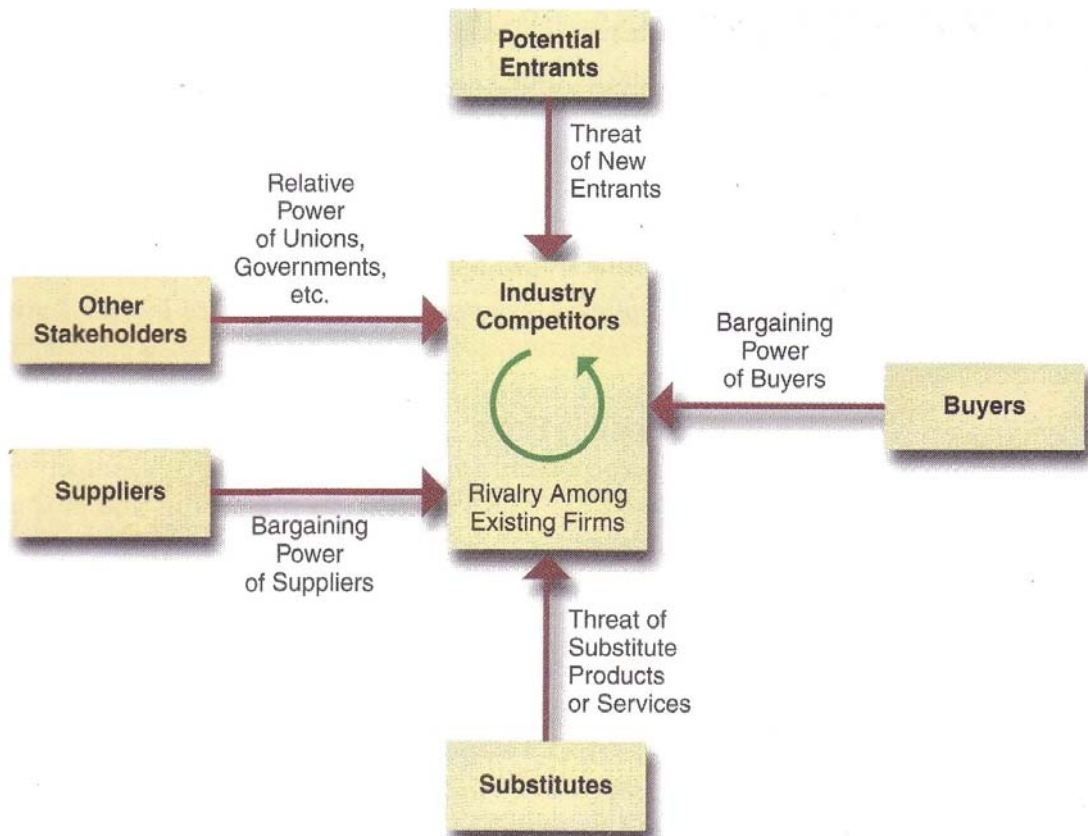 Potential
Entrants
Threat
of New
Entrants
Relative
Power
of Unions,
Governments,
etc.
Other
Stakeholders
Industry
Competitors
Bargaining
Power
of Buyers
Buyers
Suppliers
Bargaining
Power
of Suppliers
Rivalry Among
Existing Firms
Threat of
Substitute
Products
or Services
Substitutes